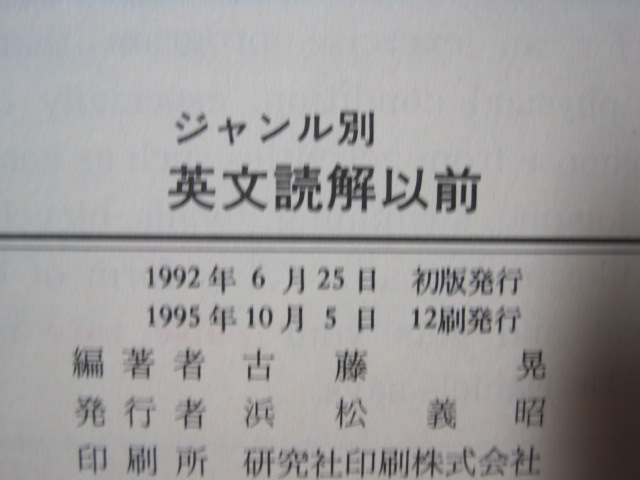 ジャンル別
英文読解以前
1992年 6 月 25 日 初版発行
1995年 10 月 5 日 12刷発行
編著者 古藤 晃
発行者 浜松義昭
印刷所 研究社印刷株式会社